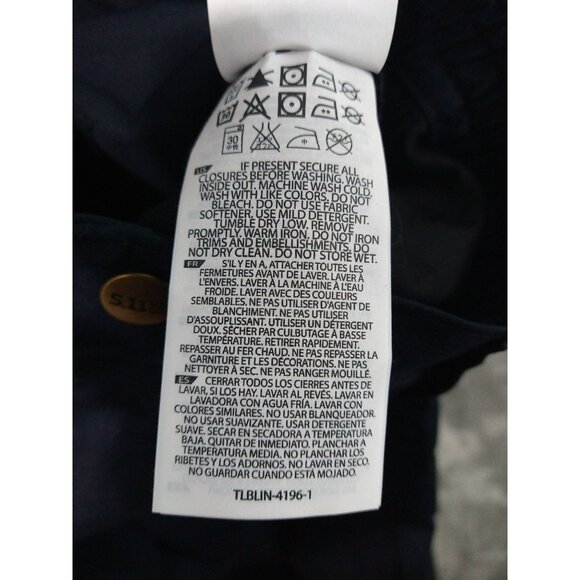 30
30
中性
干洗
中
US IF PRESENT SECURE ALL
CLOSURES BEFORE WASHING. WASH
INSIDE OUT. MACHINE WASH COLD.
WASH WITH LIKE COLORS. DO NOT
BLEACH. DO NOT USE FABRIC
SOFTENER. USE MILD DETERGENT.
TUMBLE DRY LOW. REMOVE
PROMPTLY. WARM IRON. DO NOT IRON
TRIMS AND EMBELLISHMENTS. DO
NOT DRY CLEAN. DO NOT STORE WET.
FR S'IL Y EN A, ATTACHER TOUTES LES
FERMETURES AVANT DE LAVER. LAVER À
L'ENVERS. LAVER À LA MACHINE À L'EAU
FROIDE. LAVER AVEC DES COULEURS
SEMBLABLES. NE PAS UTILISER D'AGENT DE
BLANCHIMENT. NE PAS UTILISER
D'ASSOUPLISSANT. UTILISER UN DÉTERGENT
DOUX. SÉCHER PAR CULBUTAGE À BASSE
TEMPÉRATURE. RETIRER RAPIDEMENT.
REPASSER AU FER CHAUD. NE PAS REPASSER LA
GARNITURE ET LES DÉCORATIONS. NE PAS
NETTOYER À SEC. NE PAS RANGER MOUILLÉ.
ES CERRAR TODOS LOS CIERRES ANTES DE
LAVAR, SI LOS HAY. LAVAR AL REVÉS. LAVAR EN
LAVADORA CON AGUA FRÍA. LAVAR CON
COLORES SIMILARES. NO USAR BLANQUEADOR.
NO USAR SUAVIZANTE. USAR DETERGENTE
SUAVE. SECAR EN SECADORA A TEMPERATURA
BAJA. QUITAR DE INMEDIATO. PLANCHAR A
TEMPERATURA MEDIA. NO PLANCHAR LOS
RIBETES Y LOS ADORNOS. NO LAVAR EN SECO.
NO GUARDAR CUANDO ESTÁ MOJADO.
TLBLIN-4196-1
5.11